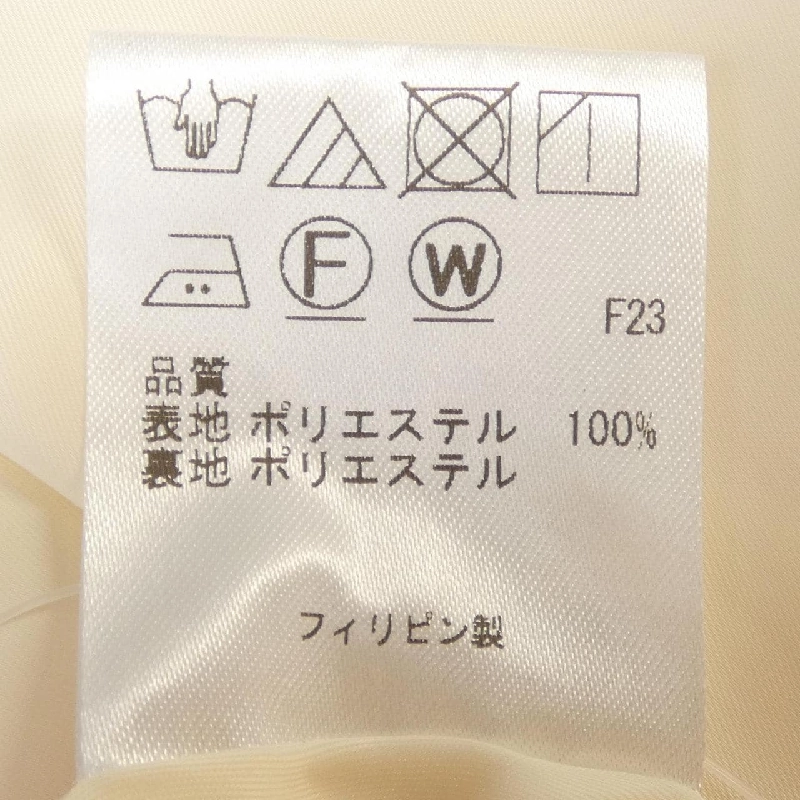 F W
F23
品質
表地 ポリエステル 100%
裏地 ポリエステル
フィリピン製